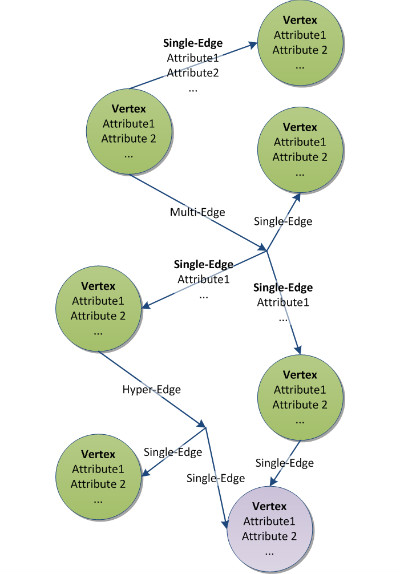 Vertex
Attribute1
Attribute 2
...
Single-Edge
Attribute1
Attribute2
...
Vertex
Attribute1
Attribute 2
...
Vertex
Attribute1
Attribute 2
...
Multi-Edge
Single-Edge
Single-Edge
Attribute1
...
Single-Edge
Attribute1
...
Vertex
Attribute1
Attribute 2
...
Vertex
Attribute1
Attribute 2
...
Hyper-Edge
Single-Edge
Vertex
Attribute1
Attribute 2
...
Single-Edge
Single-Edge
Vertex
Attribute1
Attribute 2
...